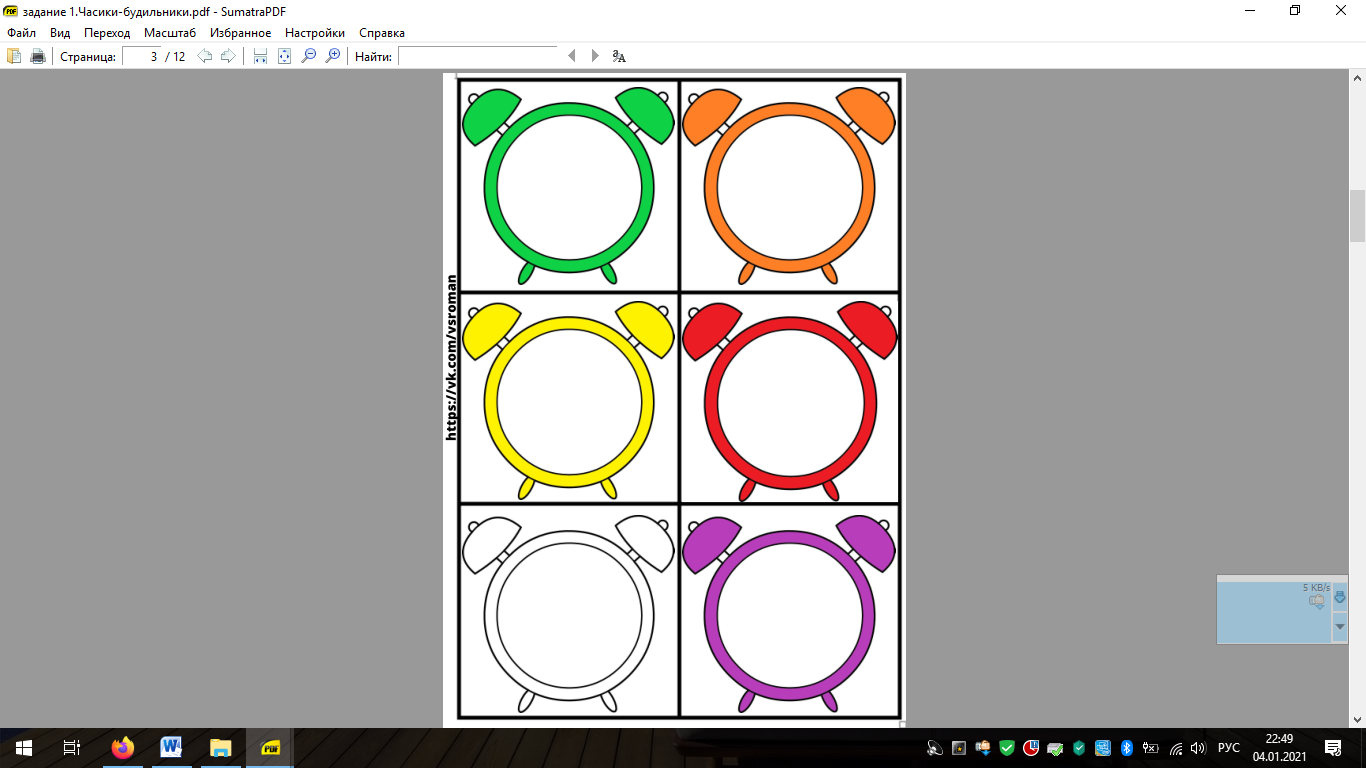 задание 1.Часики-будильники.pdf - SumatraPDF
Файл Вид Переход Масштаб Избранное Настройки Справка
Страница: 3 / 12 Найти:
https://vk.com/vsroman
5 KB/s
РУС
22:49
04.01.2021